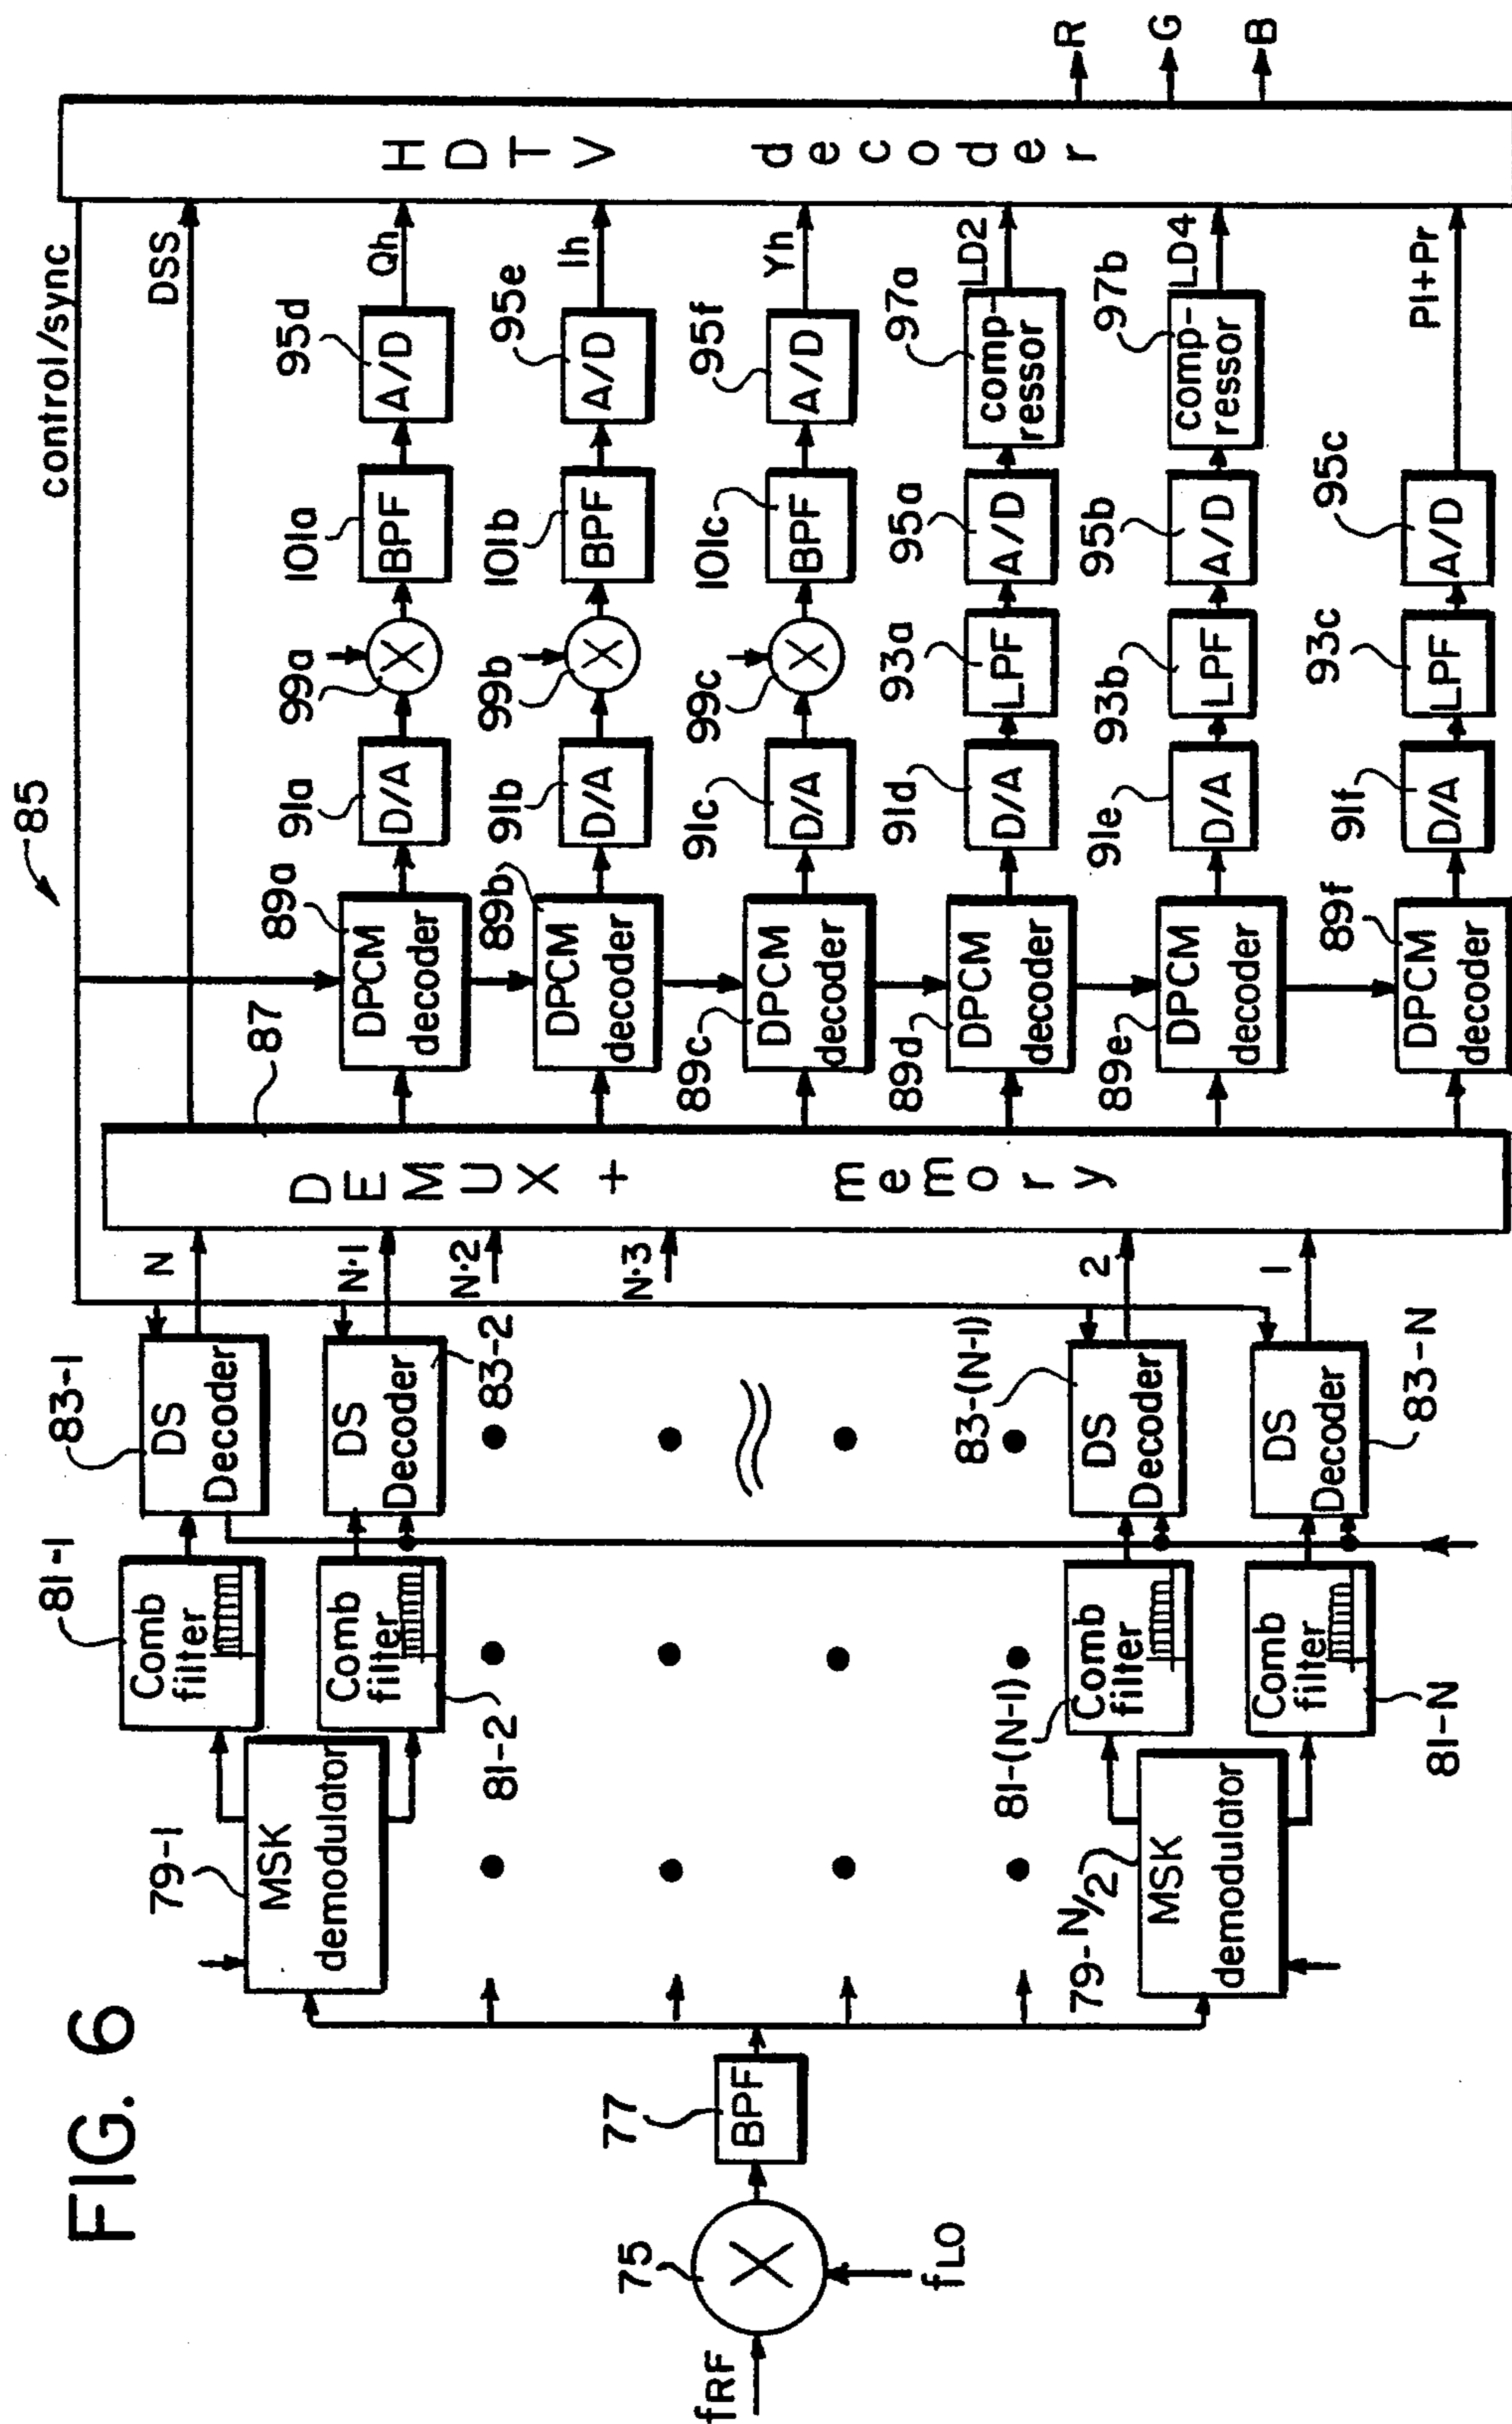 FIG. 6
85
control/sync
fRF
75
fLO
77
BPF
79-1
MSK
demodulator
79-N/2
MSK
demodulator
81-1
Comb
filter
Comb
filter
81-2
81-(N-1)
Comb
filter
Comb
filter
81-N
83-1
DS
Decoder
DS
Decoder
83-2
83-(N-1)
DS
Decoder
DS
Decoder
83-N
N
N·1
N·2
N·3
2
1
87
DEMUX + memory
DSS
89a
DPCM
decoder
91a
D/A
99a
X
101a
BPF
95d
A/D
Qh
89b
DPCM
decoder
91b
D/A
99b
X
101b
BPF
95e
A/D
Ih
89c
DPCM
decoder
91c
D/A
99c
X
101c
BPF
95f
A/D
Yh
89d
DPCM
decoder
91d
D/A
93a
LPF
95a
A/D
97a
comp-
ressor
LD2
89e
DPCM
decoder
91e
D/A
93b
LPF
95b
A/D
97b
comp-
ressor
LD4
89f
DPCM
decoder
91f
D/A
93c
LPF
95c
A/D
Pl+Pr
HDTV decoder
R
G
B